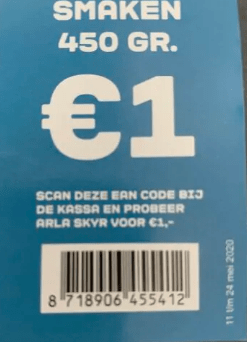 SMAKEN
450 GR.
€1
SCAN DEZE EAN CODE BIJ
DE KASSA EN PROBEER
ARLA SKYR VOOR €1,-
8 718906 455412
11 t/m 24 mei 2020